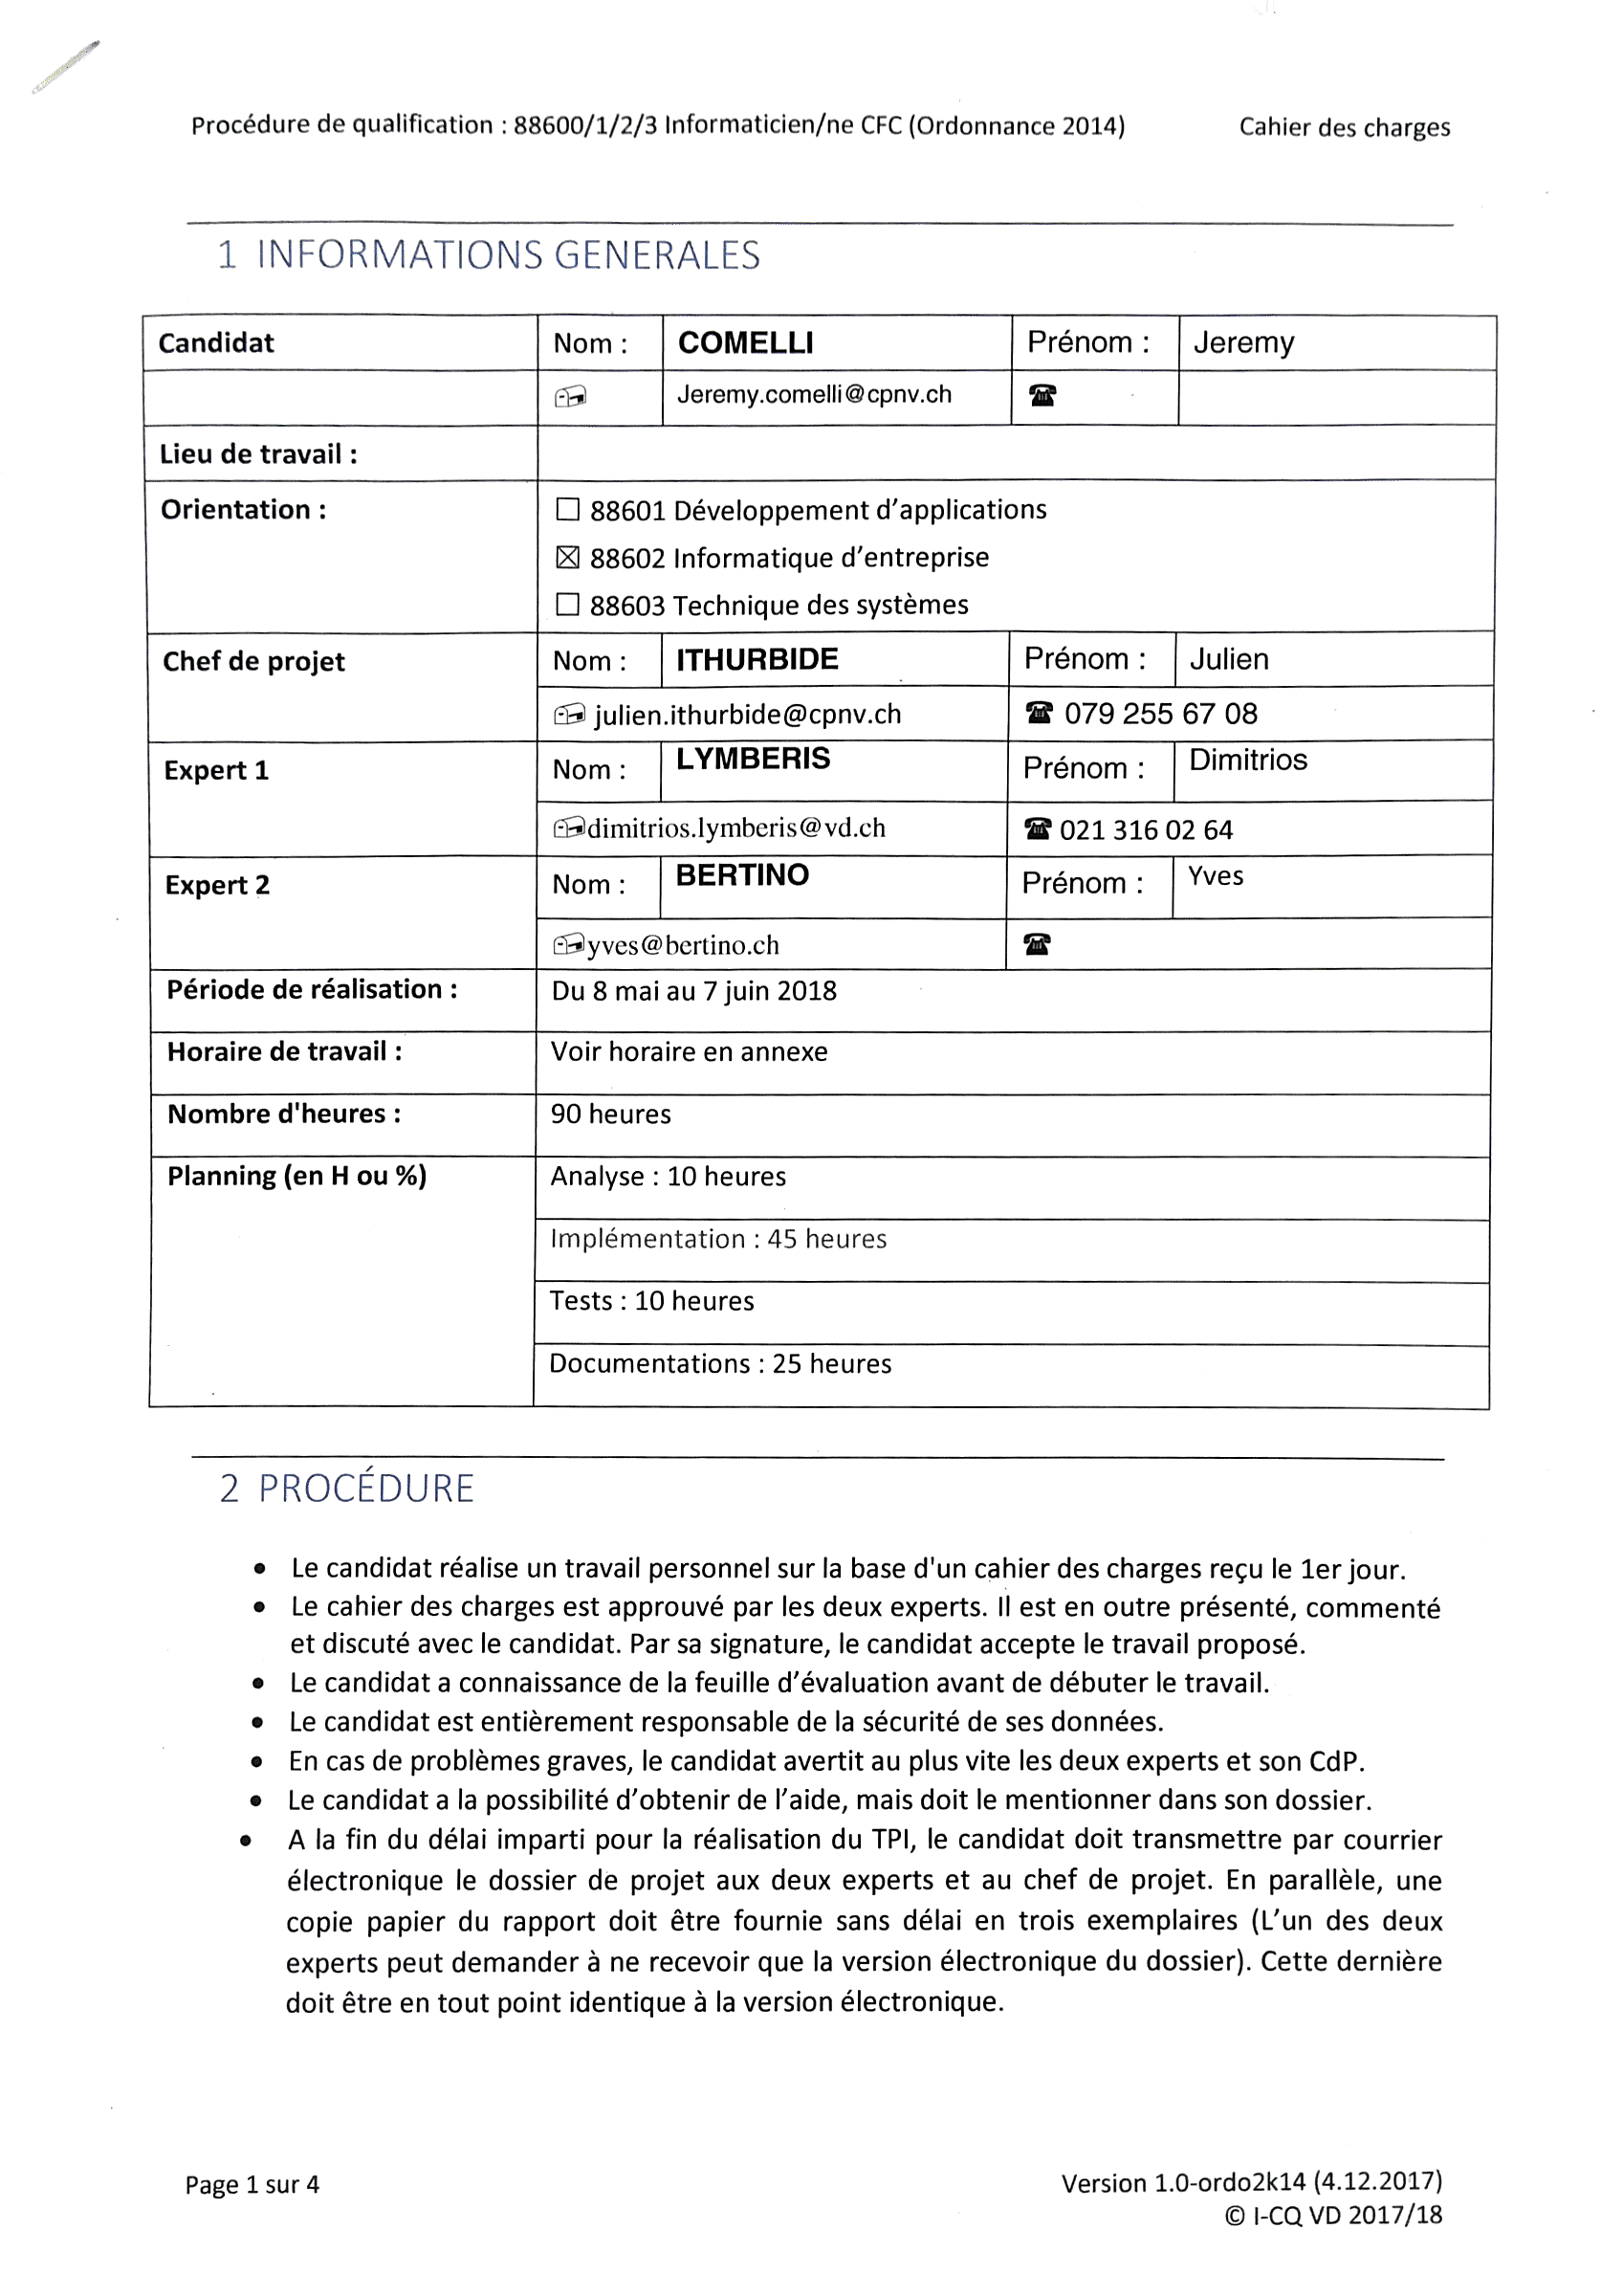 Procédure de qualification : 88600/1/2/3 Informaticien/ne CFC (Ordonnance 2014) Cahier des charges
1 INFORMATIONS GENERALES
Candidat Nom : COMELLI Prénom : Jeremy
Jeremy.comelli@cpnv.ch
Lieu de travail :
Orientation : ☐ 88601 Développement d’applications
☒ 88602 Informatique d’entreprise
☐ 88603 Technique des systèmes
Chef de projet Nom : ITHURBIDE Prénom : Julien
julien.ithurbide@cpnv.ch ☎ 079 255 67 08
Expert 1 Nom : LYMBERIS Prénom : Dimitrios
dimitrios.lymberis@vd.ch ☎ 021 316 02 64
Expert 2 Nom : BERTINO Prénom : Yves
yves@bertino.ch ☎
Période de réalisation : Du 8 mai au 7 juin 2018
Horaire de travail : Voir horaire en annexe
Nombre d'heures : 90 heures
Planning (en H ou %) Analyse : 10 heures
Implémentation : 45 heures
Tests : 10 heures
Documentations : 25 heures
2 PROCÉDURE
• Le candidat réalise un travail personnel sur la base d'un cahier des charges reçu le 1er jour.
• Le cahier des charges est approuvé par les deux experts. Il est en outre présenté, commenté
et discuté avec le candidat. Par sa signature, le candidat accepte le travail proposé.
• Le candidat a connaissance de la feuille d’évaluation avant de débuter le travail.
• Le candidat est entièrement responsable de la sécurité de ses données.
• En cas de problèmes graves, le candidat avertit au plus vite les deux experts et son CdP.
• Le candidat a la possibilité d’obtenir de l’aide, mais doit le mentionner dans son dossier.
• A la fin du délai imparti pour la réalisation du TPI, le candidat doit transmettre par courrier
électronique le dossier de projet aux deux experts et au chef de projet. En parallèle, une
copie papier du rapport doit être fournie sans délai en trois exemplaires (L’un des deux
experts peut demander à ne recevoir que la version électronique du dossier). Cette dernière
doit être en tout point identique à la version électronique.
Page 1 sur 4 Version 1.0-ordo2k14 (4.12.2017)
© I-CQ VD 2017/18